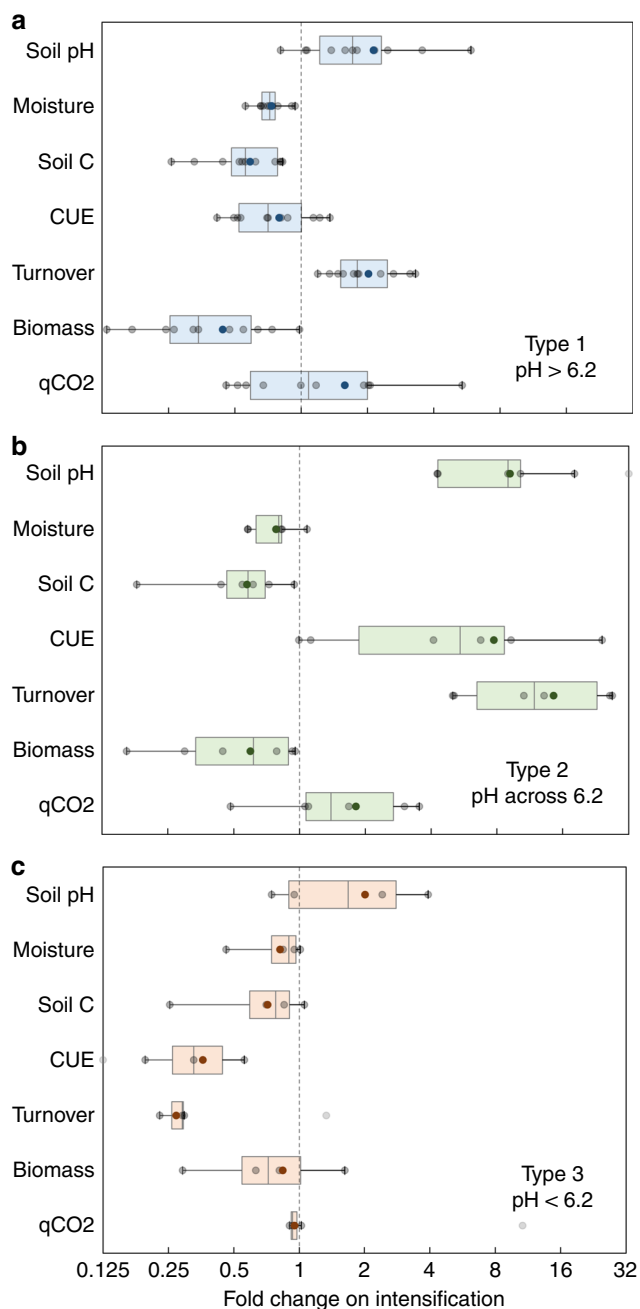 a
Soil pH
Moisture
Soil C
CUE
Turnover
Biomass
qCO2
Type 1
pH > 6.2
b
Soil pH
Moisture
Soil C
CUE
Turnover
Biomass
qCO2
Type 2
pH across 6.2
c
Soil pH
Moisture
Soil C
CUE
Turnover
Biomass
qCO2
Type 3
pH < 6.2
0.125 0.25 0.5 1 2 4 8 16 32
Fold change on intensification